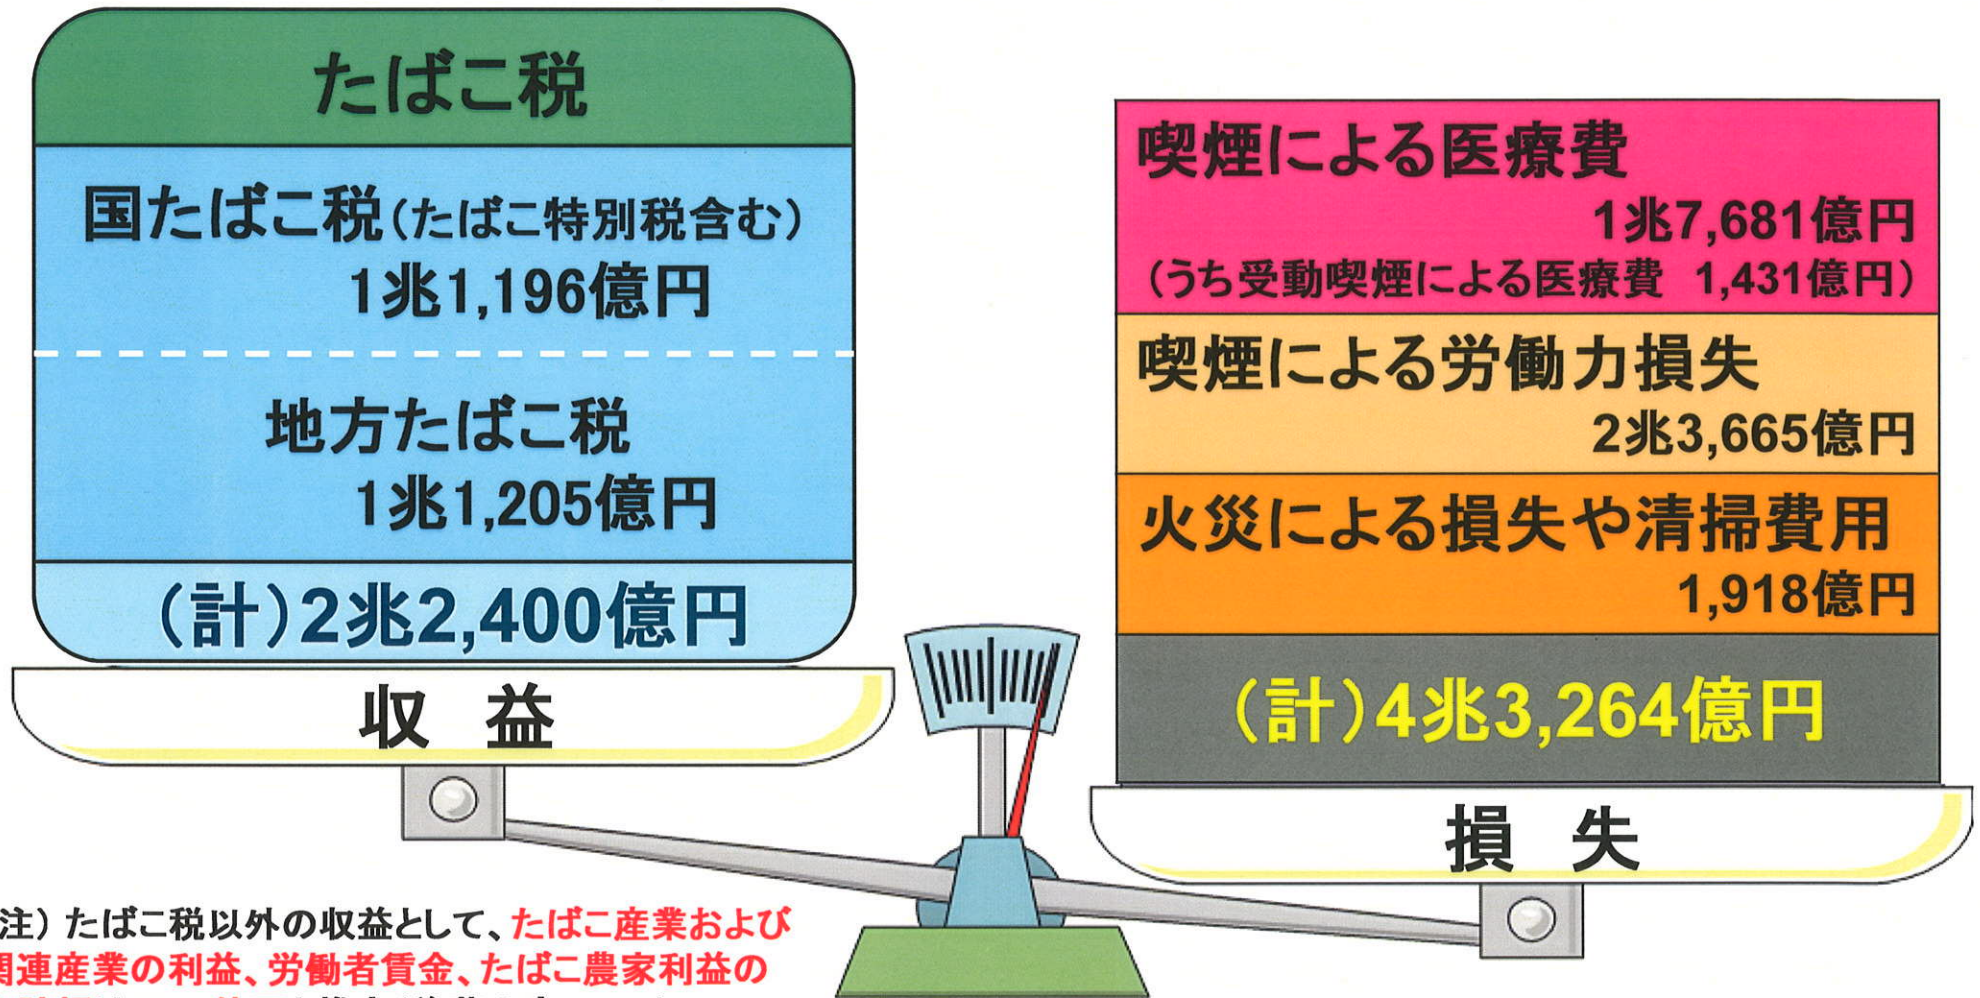 たばこ税
国たばこ税(たばこ特別税含む)
1兆1,196億円
地方たばこ税
1兆1,205億円
(計)2兆2,400億円
収 益
喫煙による医療費
1兆7,681億円
(うち受動喫煙による医療費 1,431億円)
喫煙による労働力損失
2兆3,665億円
火災による損失や清掃費用
1,918億円
(計)4兆3,264億円
損 失
注) たばこ税以外の収益として、たばこ産業および
関連産業の利益、労働者賃金、たばこ農家利益の